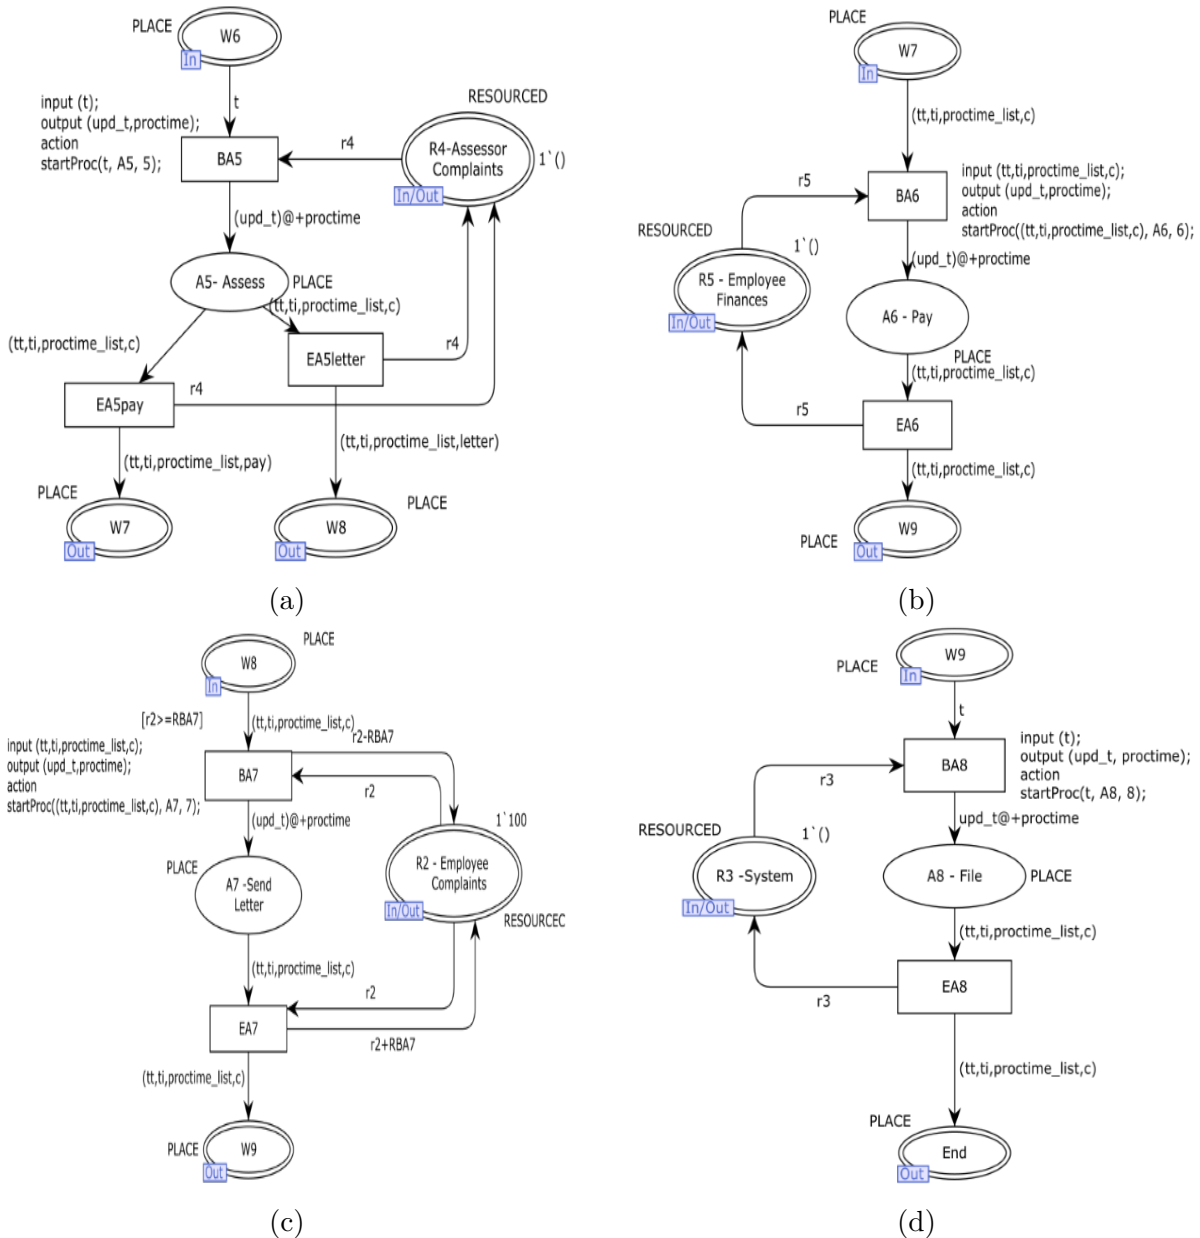 PLACE
W6
In
t
input (t);
output (upd_t,proctime);
action
startProc(t, A5, 5);
BA5
RESOURCED
R4-Assessor
Complaints
1`()
In/Out
r4
(upd_t)@+proctime
A5- Assess
PLACE
(tt,ti,proctime_list,c)
(tt,ti,proctime_list,c)
EA5letter
r4
EA5pay
r4
(tt,ti,proctime_list,letter)
(tt,ti,proctime_list,pay)
PLACE
W7
Out
W8
PLACE
Out
(a)
PLACE
W7
In
(tt,ti,proctime_list,c)
r5
BA6
input (tt,ti,proctime_list,c);
output (upd_t,proctime);
action
startProc((tt,ti,proctime_list,c), A6, 6);
RESOURCED
1`()
(upd_t)@+proctime
R5 - Employee
Finances
In/Out
A6 - Pay
PLACE
(tt,ti,proctime_list,c)
r5
EA6
(tt,ti,proctime_list,c)
PLACE
W9
Out
(b)
PLACE
W8
In
[r2>=RBA7]
(tt,ti,proctime_list,c)
r2-RBA7
input (tt,ti,proctime_list,c);
output (upd_t,proctime);
action
startProc((tt,ti,proctime_list,c), A7, 7);
BA7
r2
(upd_t)@+proctime
1`100
PLACE
A7 -Send
Letter
R2 - Employee
Complaints
In/Out
RESOURCEC
(tt,ti,proctime_list,c)
r2
EA7
r2+RBA7
(tt,ti,proctime_list,c)
PLACE
W9
Out
(c)
PLACE
W9
In
t
BA8
input (t);
output (upd_t, proctime);
action
startProc(t, A8, 8);
r3
upd_t@+proctime
RESOURCED
1`()
R3 -System
In/Out
A8 - File
PLACE
(tt,ti,proctime_list,c)
EA8
r3
(tt,ti,proctime_list,c)
PLACE
End
Out
(d)